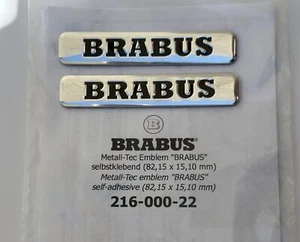 BRABUS
BRABUS
B
BRABUS
Metall-Tec Emblem "BRABUS"
selbstklebend (82,15 x 15,10 mm)
Metall-Tec emblem "BRABUS"
self-adhesive (82,15 x 15,10 mm)
216-000-22